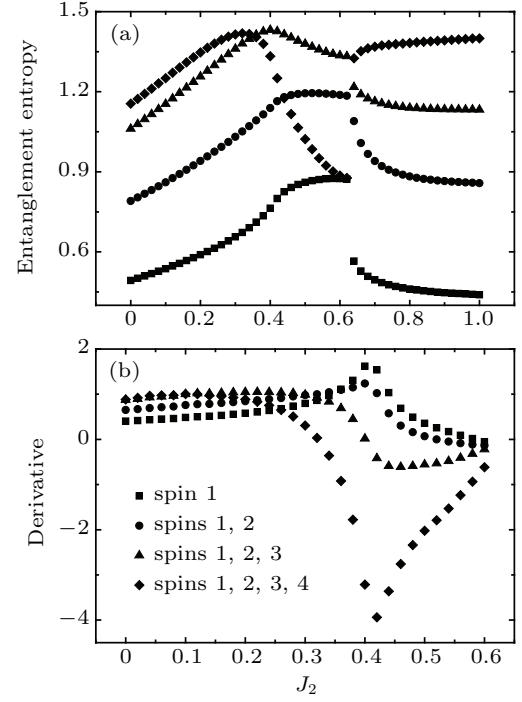 (a)
Entanglement entropy
1.5
1.2
0.9
0.6
0 0.2 0.4 0.6 0.8 1.0
(b)
Derivative
2
0
−2
−4
spin 1
spins 1, 2
spins 1, 2, 3
spins 1, 2, 3, 4
0 0.1 0.2 0.3 0.4 0.5 0.6
J₂